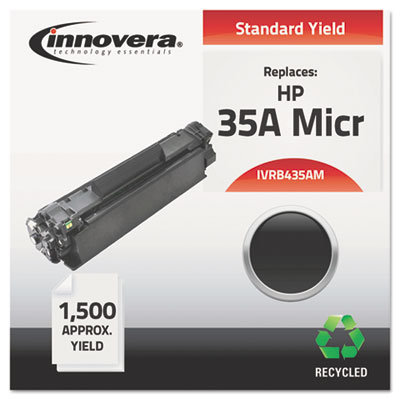 innovera
technology essentials
Standard Yield
Replaces:
HP
35A Micr
IVRB435AM
1,500
APPROX.
YIELD
RECYCLED